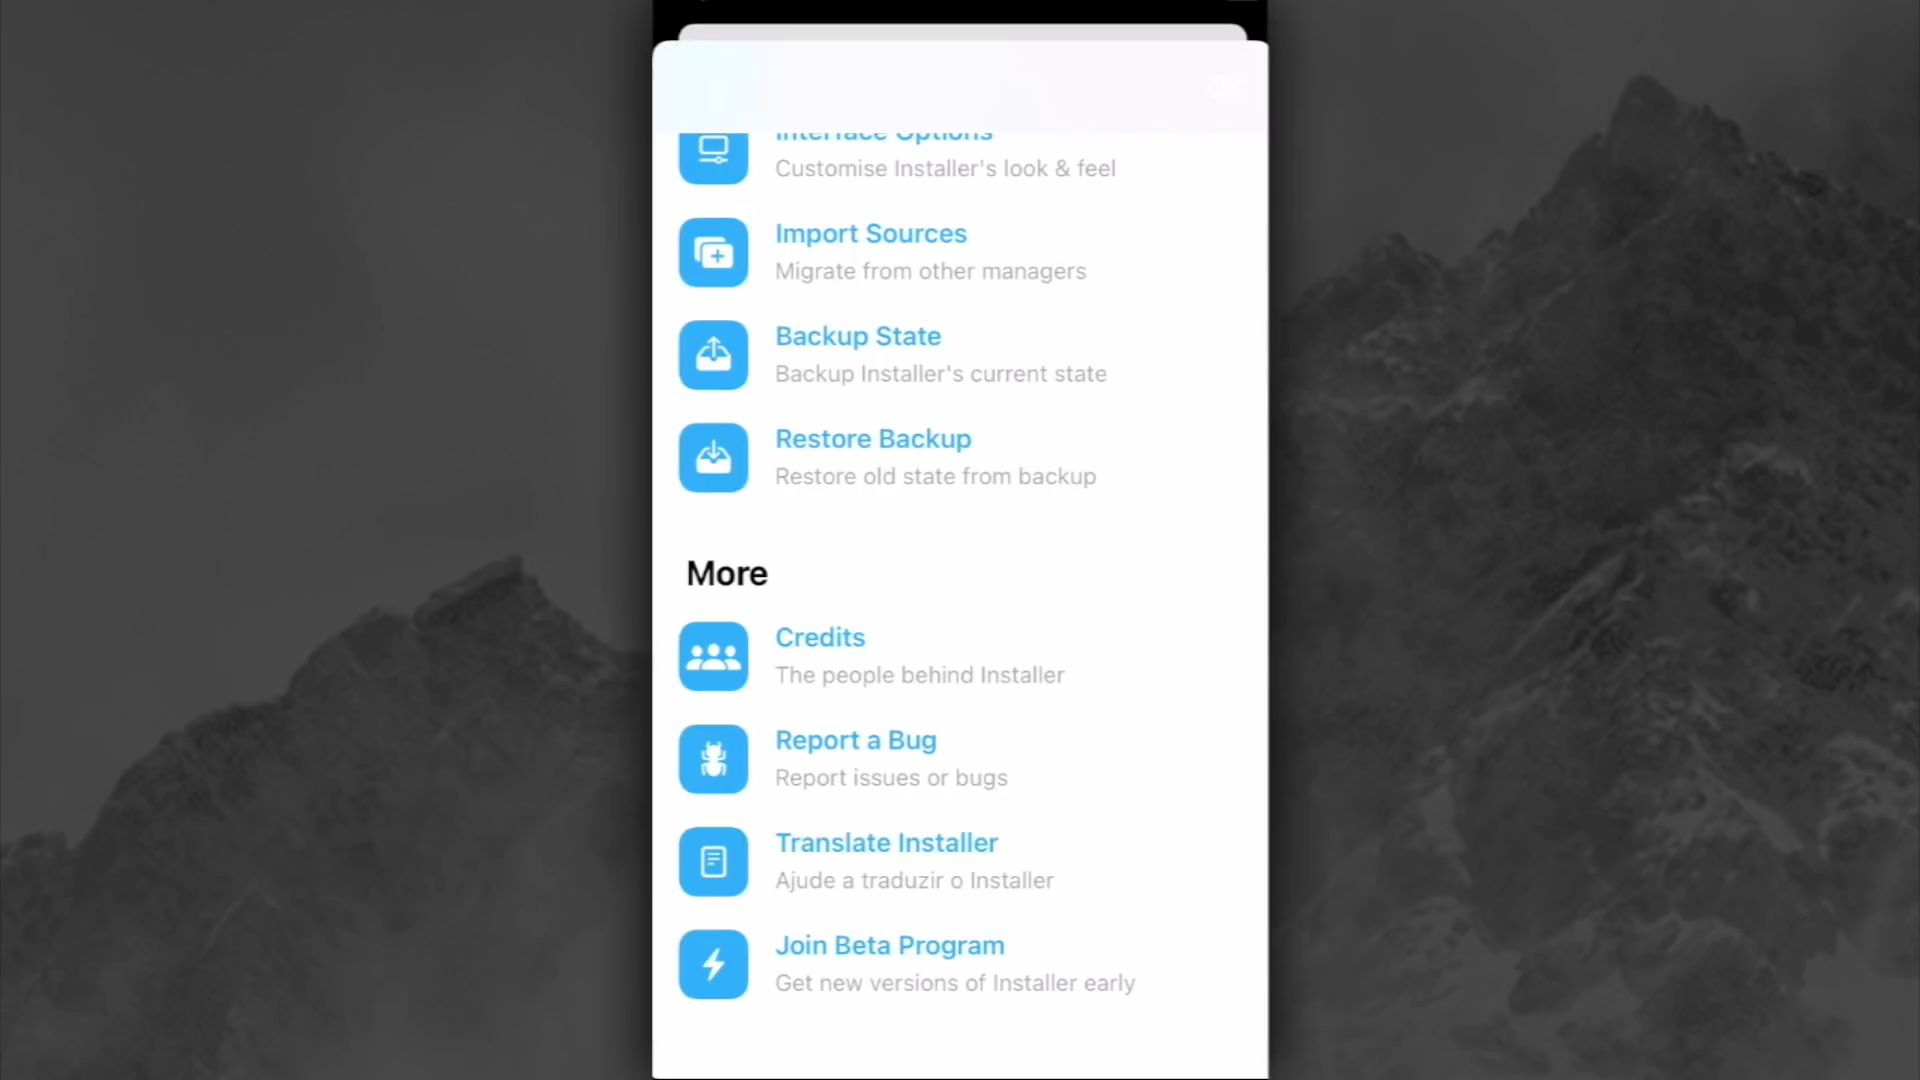 Interface Options
Customise Installer's look & feel
Import Sources
Migrate from other managers
Backup State
Backup Installer's current state
Restore Backup
Restore old state from backup
More
Credits
The people behind Installer
Report a Bug
Report issues or bugs
Translate Installer
Ajude a traduzir o Installer
Join Beta Program
Get new versions of Installer early